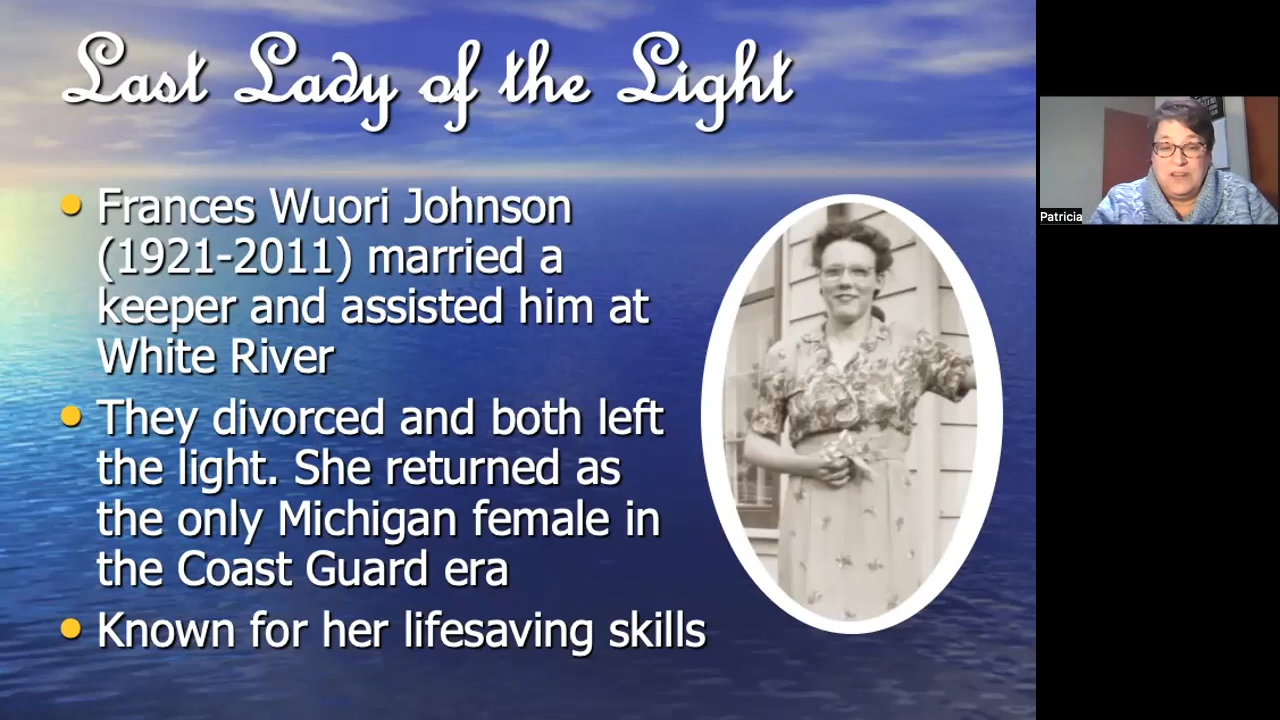 Last Lady of the Light
Frances Wuori Johnson
(1921-2011) married a
keeper and assisted him at
White River
They divorced and both left
the light. She returned as
the only Michigan female in
the Coast Guard era
Known for her lifesaving skills
Patricia